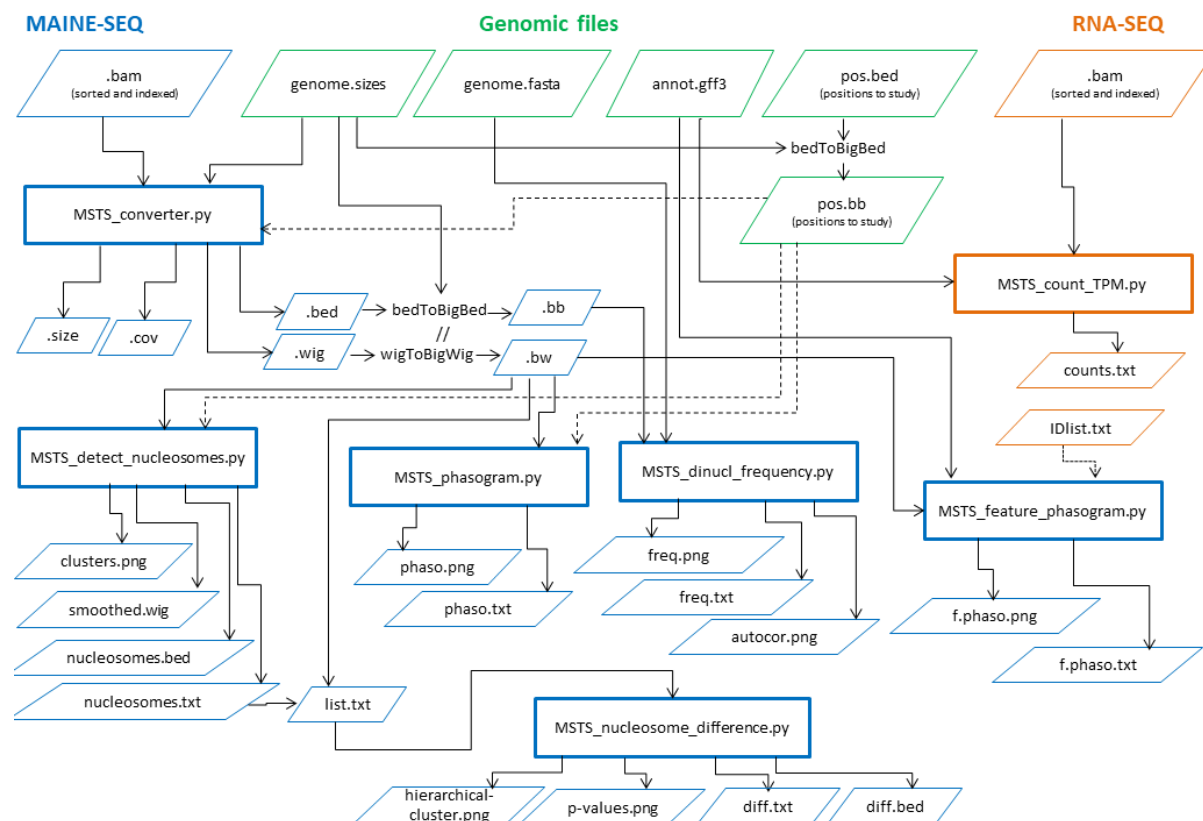 MAINE-SEQ
Genomic files
RNA-SEQ
.bam
(sorted and indexed)
genome.sizes
genome.fasta
annot.gff3
pos.bed
(positions to study)
.bam
(sorted and indexed)
bedToBigBed
MSTS_converter.py
pos.bb
(positions to study)
MSTS_count_TPM.py
.size
.cov
.bed
bedToBigBed
.bb
//
.wig
wigToBigWig
.bw
counts.txt
IDlist.txt
MSTS_detect_nucleosomes.py
MSTS_phasogram.py
MSTS_dinucl_frequency.py
MSTS_feature_phasogram.py
clusters.png
smoothed.wig
nucleosomes.bed
nucleosomes.txt
phaso.png
phaso.txt
freq.png
freq.txt
autocor.png
f.phaso.png
f.phaso.txt
list.txt
MSTS_nucleosome_difference.py
hierarchical-
cluster.png
p-values.png
diff.txt
diff.bed